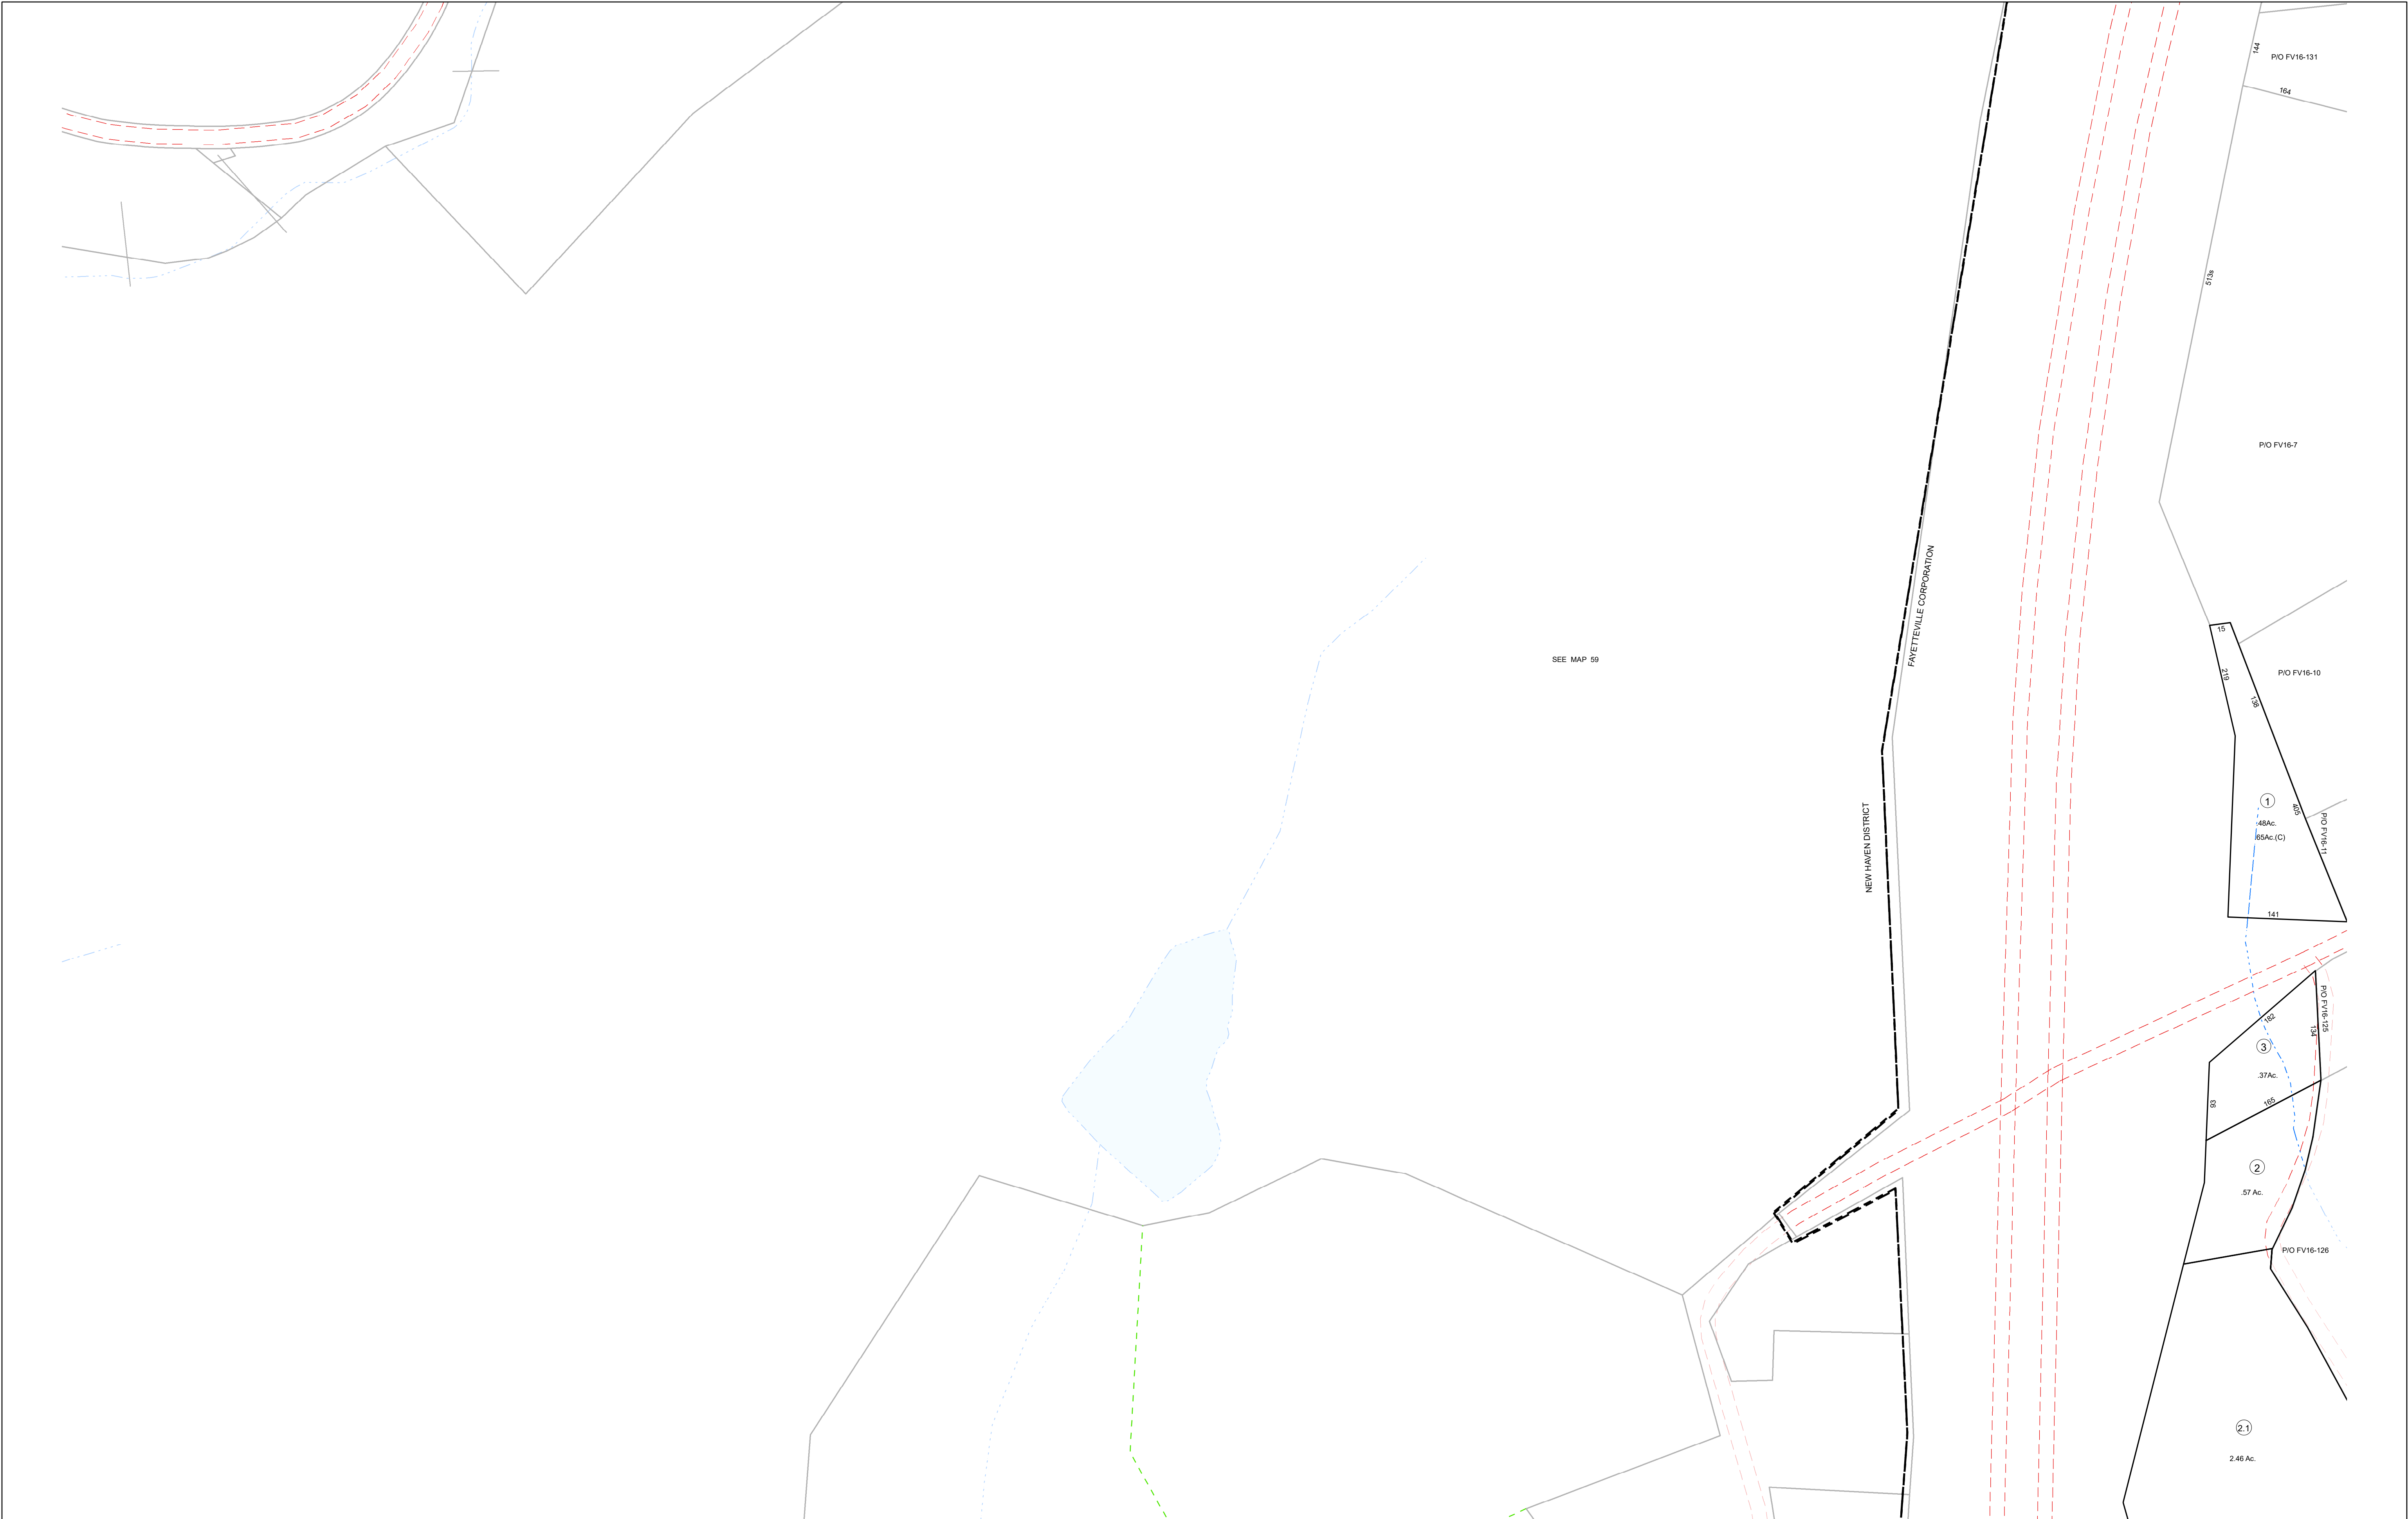 144
P/O FV16-131
164
513s
P/O FV16-7
FAYETTEVILLE CORPORATION
SEE MAP 59
15
219
P/O FV16-10
138
NEW HAVEN DISTRICT
1
405
.48Ac.
.65Ac.(C)
P/O FV16-11
141
P/O FV16-125
182
134
3
.37Ac.
93
165
2
.57 Ac.
P/O FV16-126
2.1
2.46 Ac.